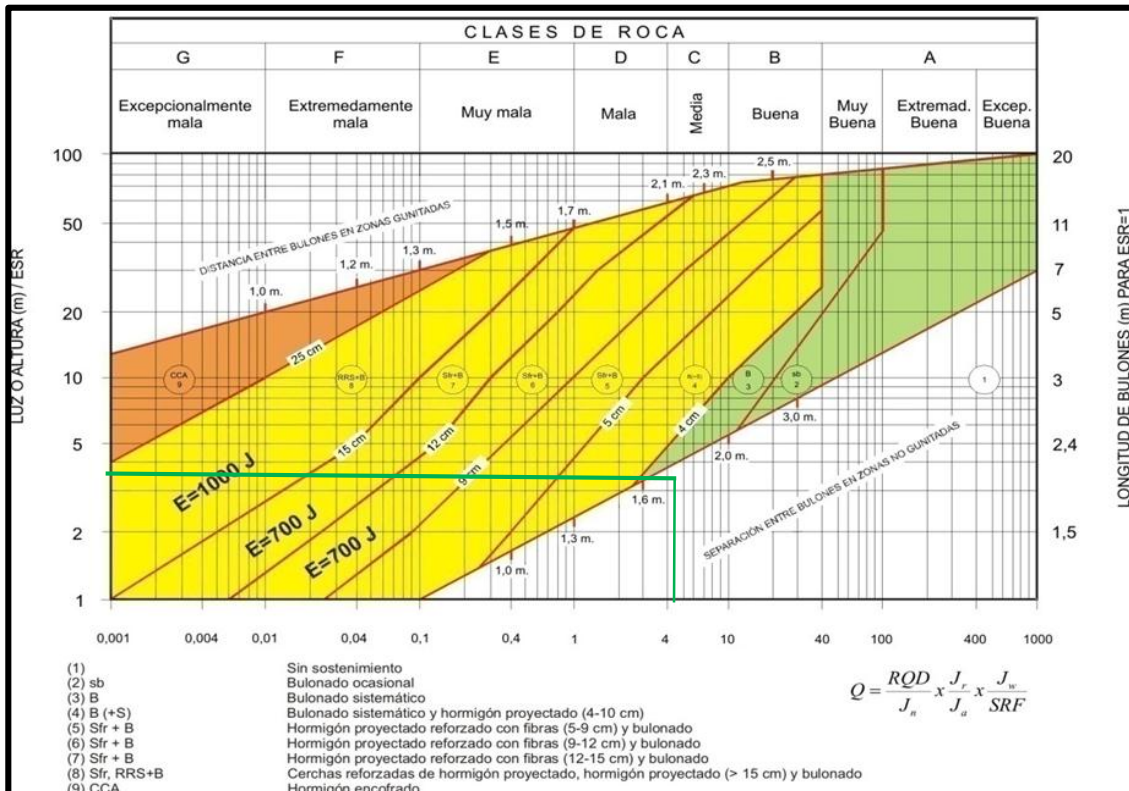 CLASES DE ROCA
G F E D C B A
Excepcionalmente mala
Extremedamente mala
Muy mala
Mala
Media
Buena
Muy Buena
Extremad. Buena
Excep. Buena
LUZ O ALTURA (m) / ESR
100
50
20
10
5
2
1
LONGITUD DE BULONES (m) PARA ESR=1
20
11
7
5
3
2,4
1,5
DISTANCIA ENTRE BULONES EN ZONAS GUNITADAS
1,0 m.
1,2 m.
1,3 m.
1,5 m.
1,7 m.
2,1 m.
2,3 m.
2,5 m.
25 cm
15 cm
12 cm
9 cm
5 cm
4 cm
CCA 9
RRS+B 8
Sfr+B 7
Sfr+B 6
Sfr+B 5
4
B 3
sb 2
1
E=1000 J
E=700 J
E=700 J
1,0 m.
1,3 m.
1,6 m.
2,0 m.
3,0 m.
SEPARACIÓN ENTRE BULONES EN ZONAS NO GUNITADAS
0,001 0,004 0,01 0,04 0,1 0,4 1 4 10 40 100 400 1000
(1) Sin sostenimiento
(2) sb Bulonado ocasional
(3) B Bulonado sistemático
(4) B (+S) Bulonado sistemático y hormigón proyectado (4-10 cm)
(5) Sfr + B Hormigón proyectado reforzado con fibras (5-9 cm) y bulonado
(6) Sfr + B Hormigón proyectado reforzado con fibras (9-12 cm) y bulonado
(7) Sfr + B Hormigón proyectado reforzado con fibras (12-15 cm) y bulonado
(8) Sfr, RRS+B Cerchas reforzadas de hormigón proyectado, hormigón proyectado (> 15 cm) y bulonado
(9) CCA Hormigón encofrado
Q = RQD/Jn x Jr/Ja x Jw/SRF